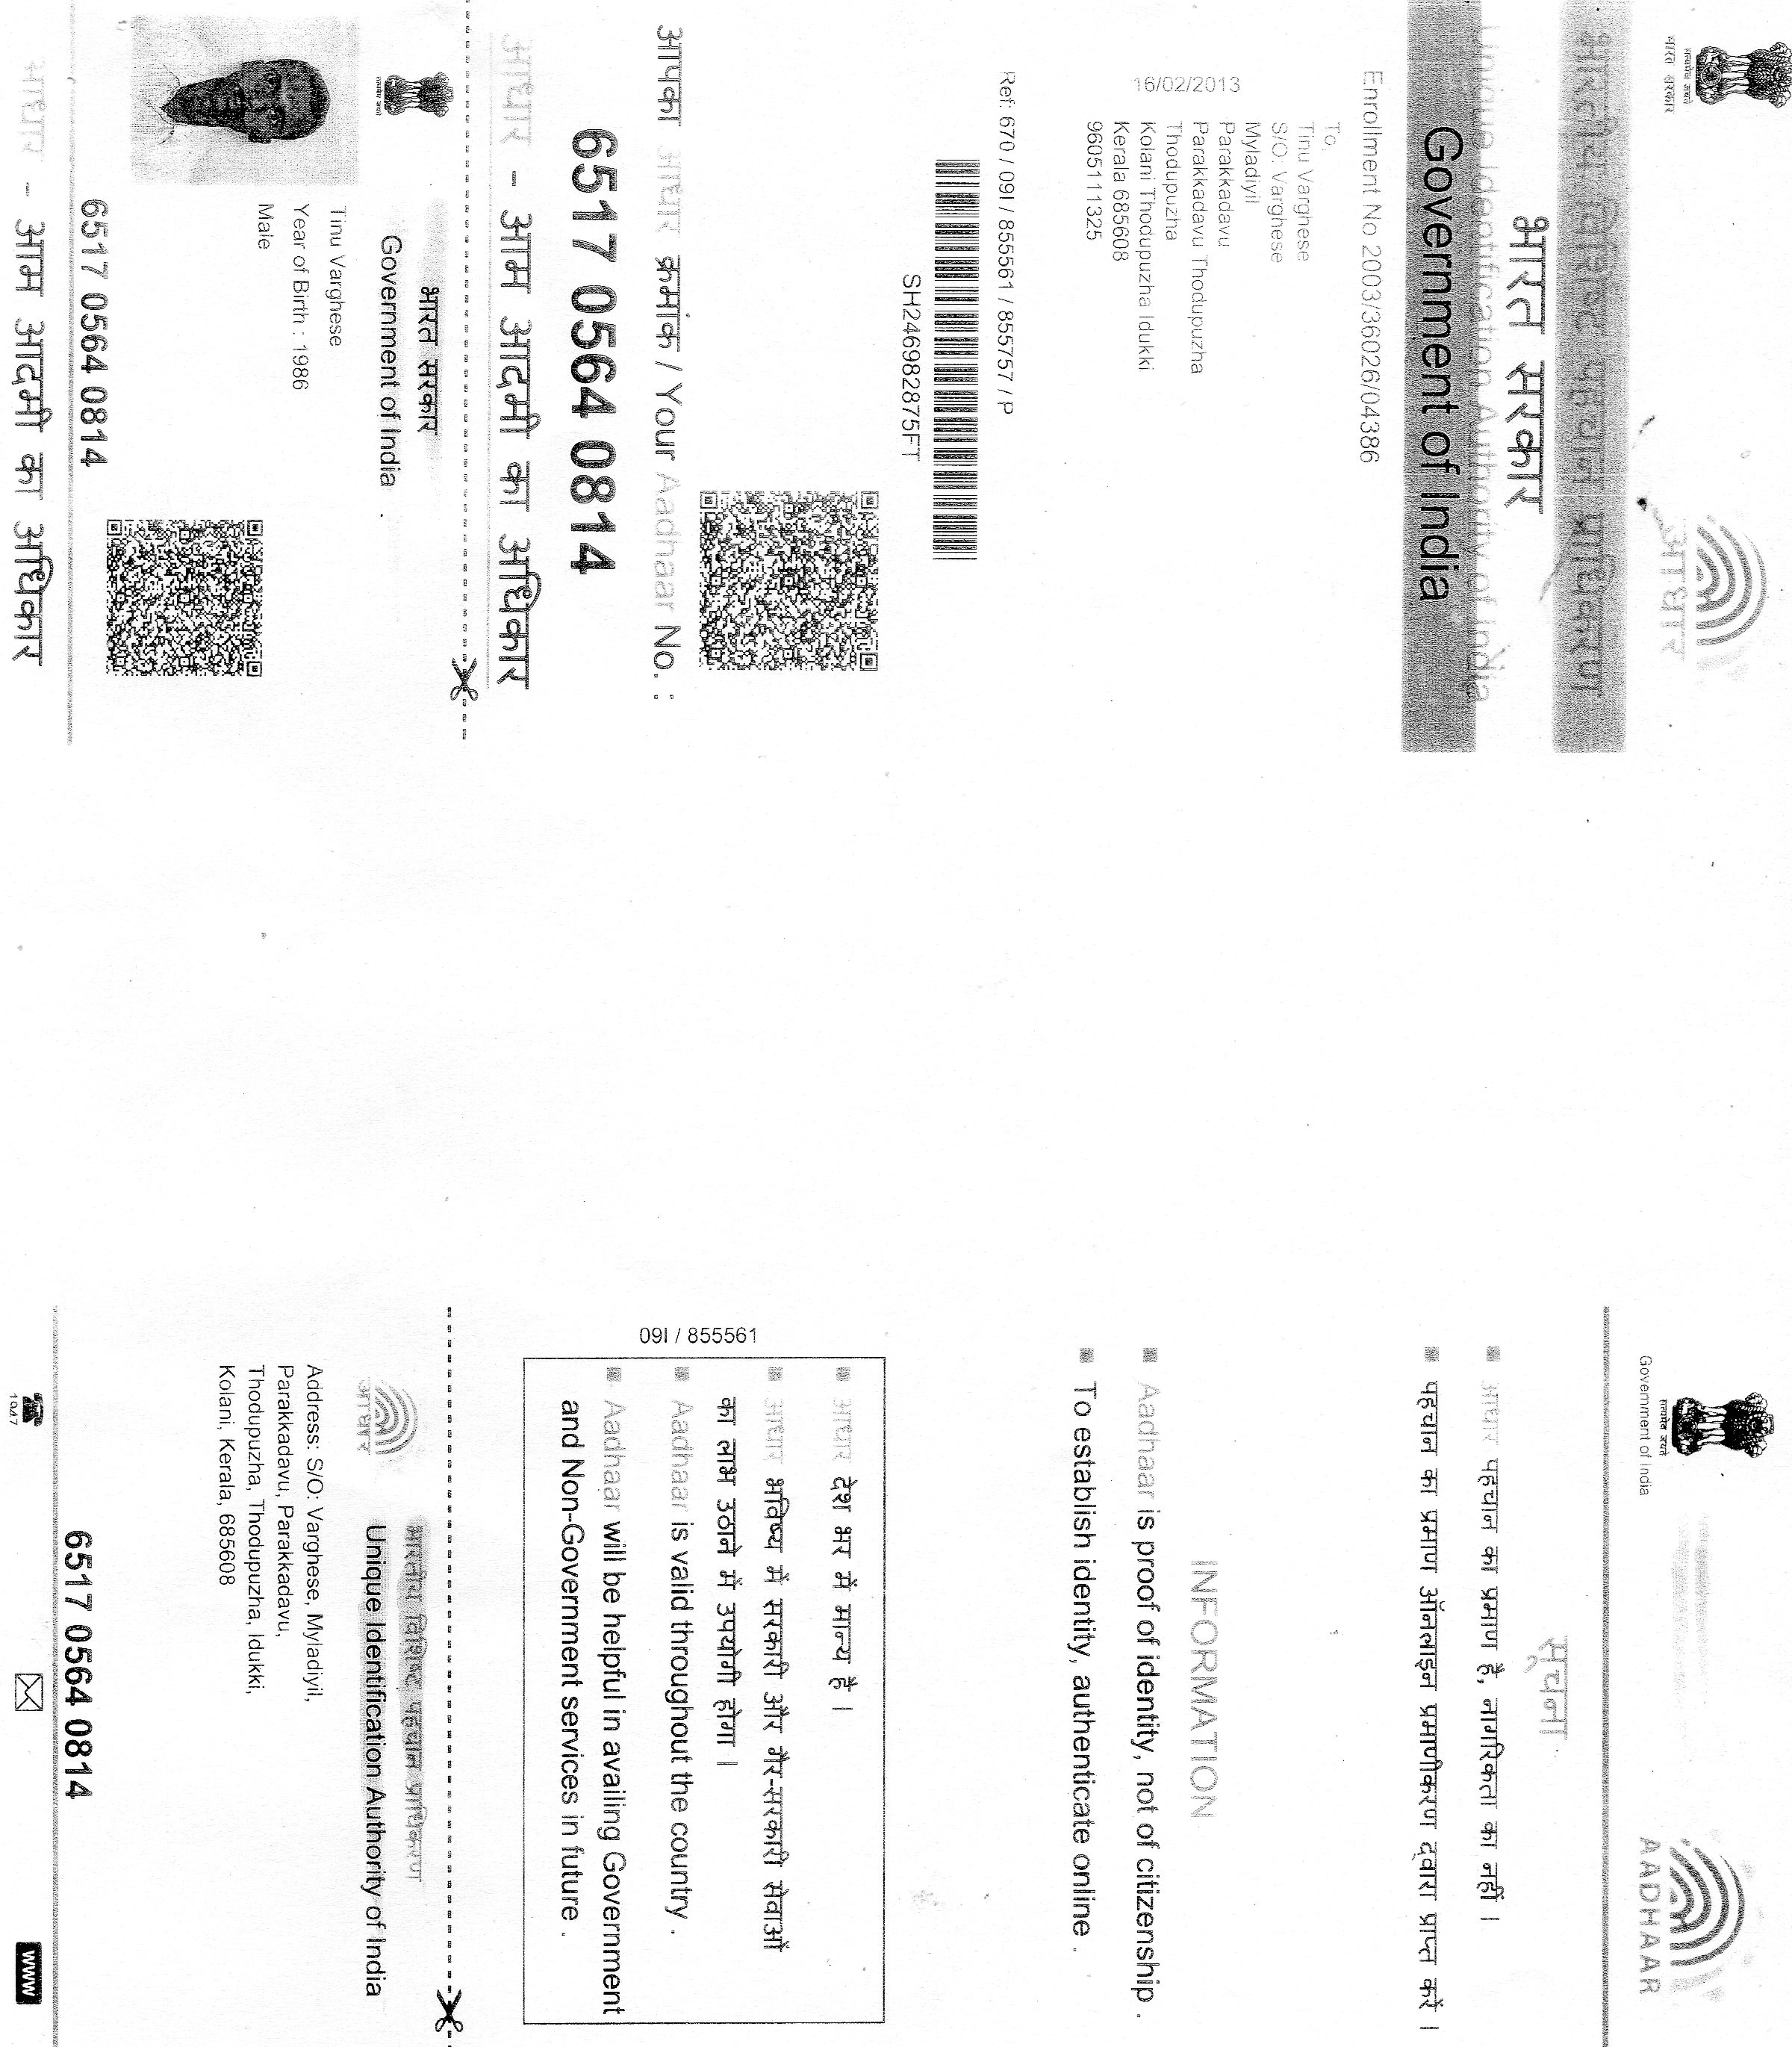 भारत सरकार
आधार
भारतीय विशिष्ट पहचान प्राधिकरण
भारत सरकार
Unique Identification Authority of India
Government of India
Enrollment No 2003/36026/04386
To,
Tinu Varghese
S/O. Varghese
Myladiyil
Parakkadavu
Parakkadavu Thodupuzha
Thodupuzha
Kolani Thodupuzha Idukki
Kerala 685608
9605111325
16/02/2013
Ref: 670 / 09I / 855561 / 855757 / P
SH246982875FT
आपका आधार क्रमांक / Your Aadhaar No. :
6517 0564 0814
आधार - आम आदमी का अधिकार
भारत सरकार
Government of India
Tinu Varghese
Year of Birth : 1986
Male
6517 0564 0814
आधार - आम आदमी का अधिकार
सत्यमेव जयते
Government of India
AADHAAR
सूचना
आधार पहचान का प्रमाण है, नागरिकता का नहीं ।
पहचान का प्रमाण ऑनलाइन प्रमाणीकरण द्वारा प्राप्त करें ।
INFORMATION
Aadhaar is proof of identity, not of citizenship .
To establish identity, authenticate online .
09I / 855561
आधार देश भर में मान्य है ।
आधार भविष्य में सरकारी और गैर-सरकारी सेवाओं
का लाभ उठाने में उपयोगी होगा ।
Aadhaar is valid throughout the country .
Aadhaar will be helpful in availing Government
and Non-Government services in future .
आधार
भारतीय विशिष्ट पहचान प्राधिकरण
Unique Identification Authority of India
Address: S/O: Varghese, Myladiyil,
Parakkadavu, Parakkadavu,
Thodupuzha, Thodupuzha, Idukki,
Kolani, Kerala, 685608
6517 0564 0814
1947
www